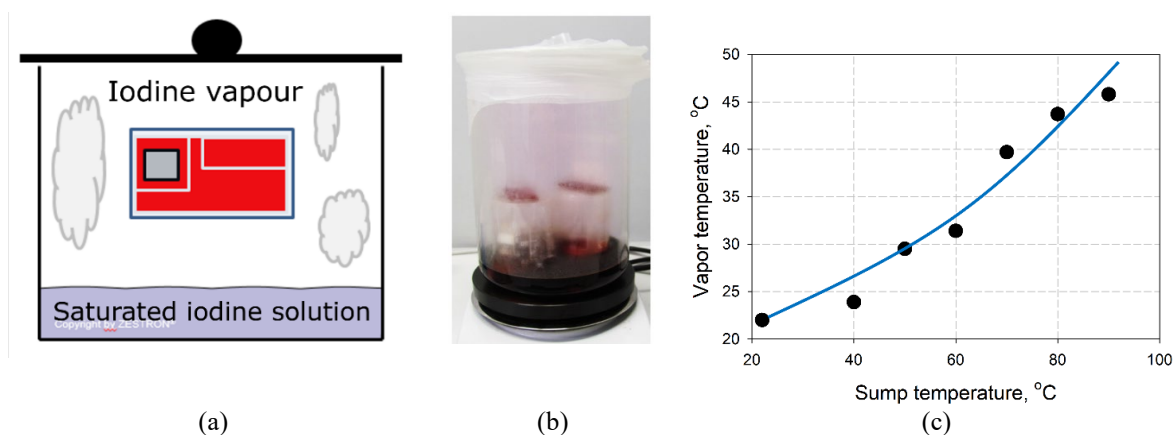 Iodine vapour
Saturated iodine solution
Copyright by ZESTRON®
50
45
40
35
30
25
20
Vapor temperature, °C
20
40
60
80
100
Sump temperature, °C
(a)
(b)
(c)